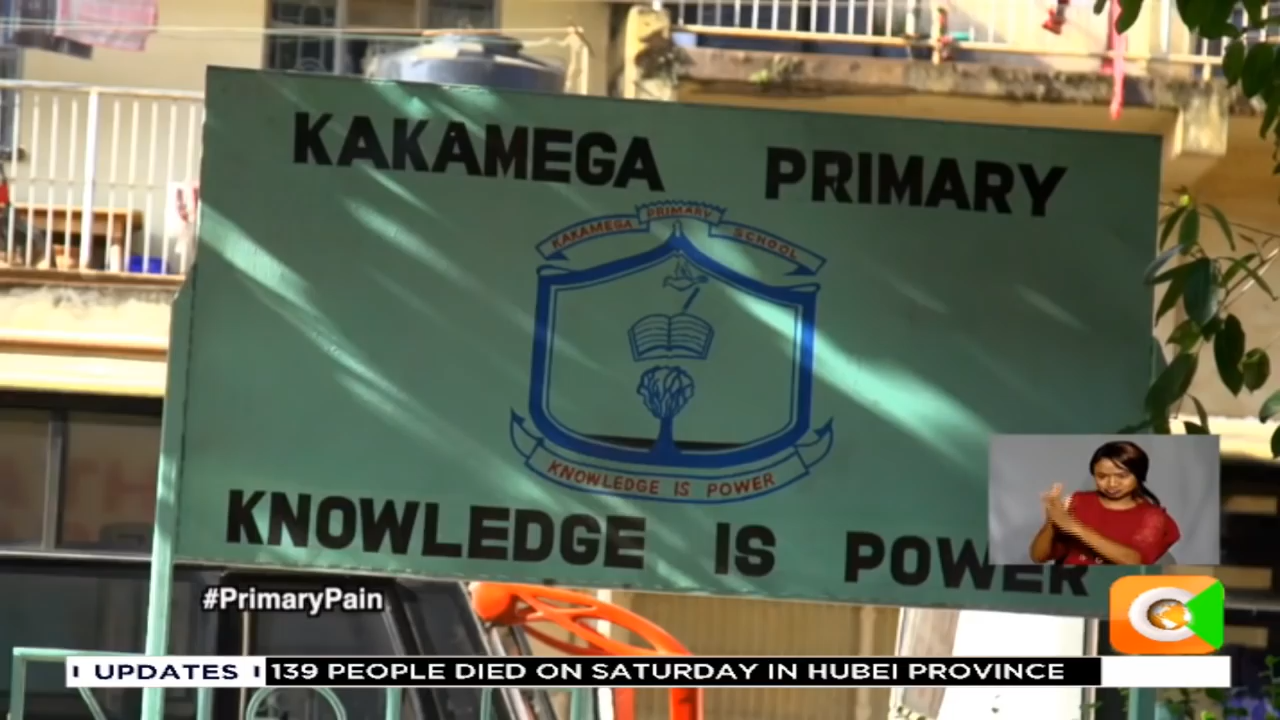 KAKAMEGA PRIMARY
KAKAMEGA PRIMARY SCHOOL
KNOWLEDGE IS POWER
KNOWLEDGE IS POWER
#PrimaryPain
UPDATES
139 PEOPLE DIED ON SATURDAY IN HUBEI PROVINCE